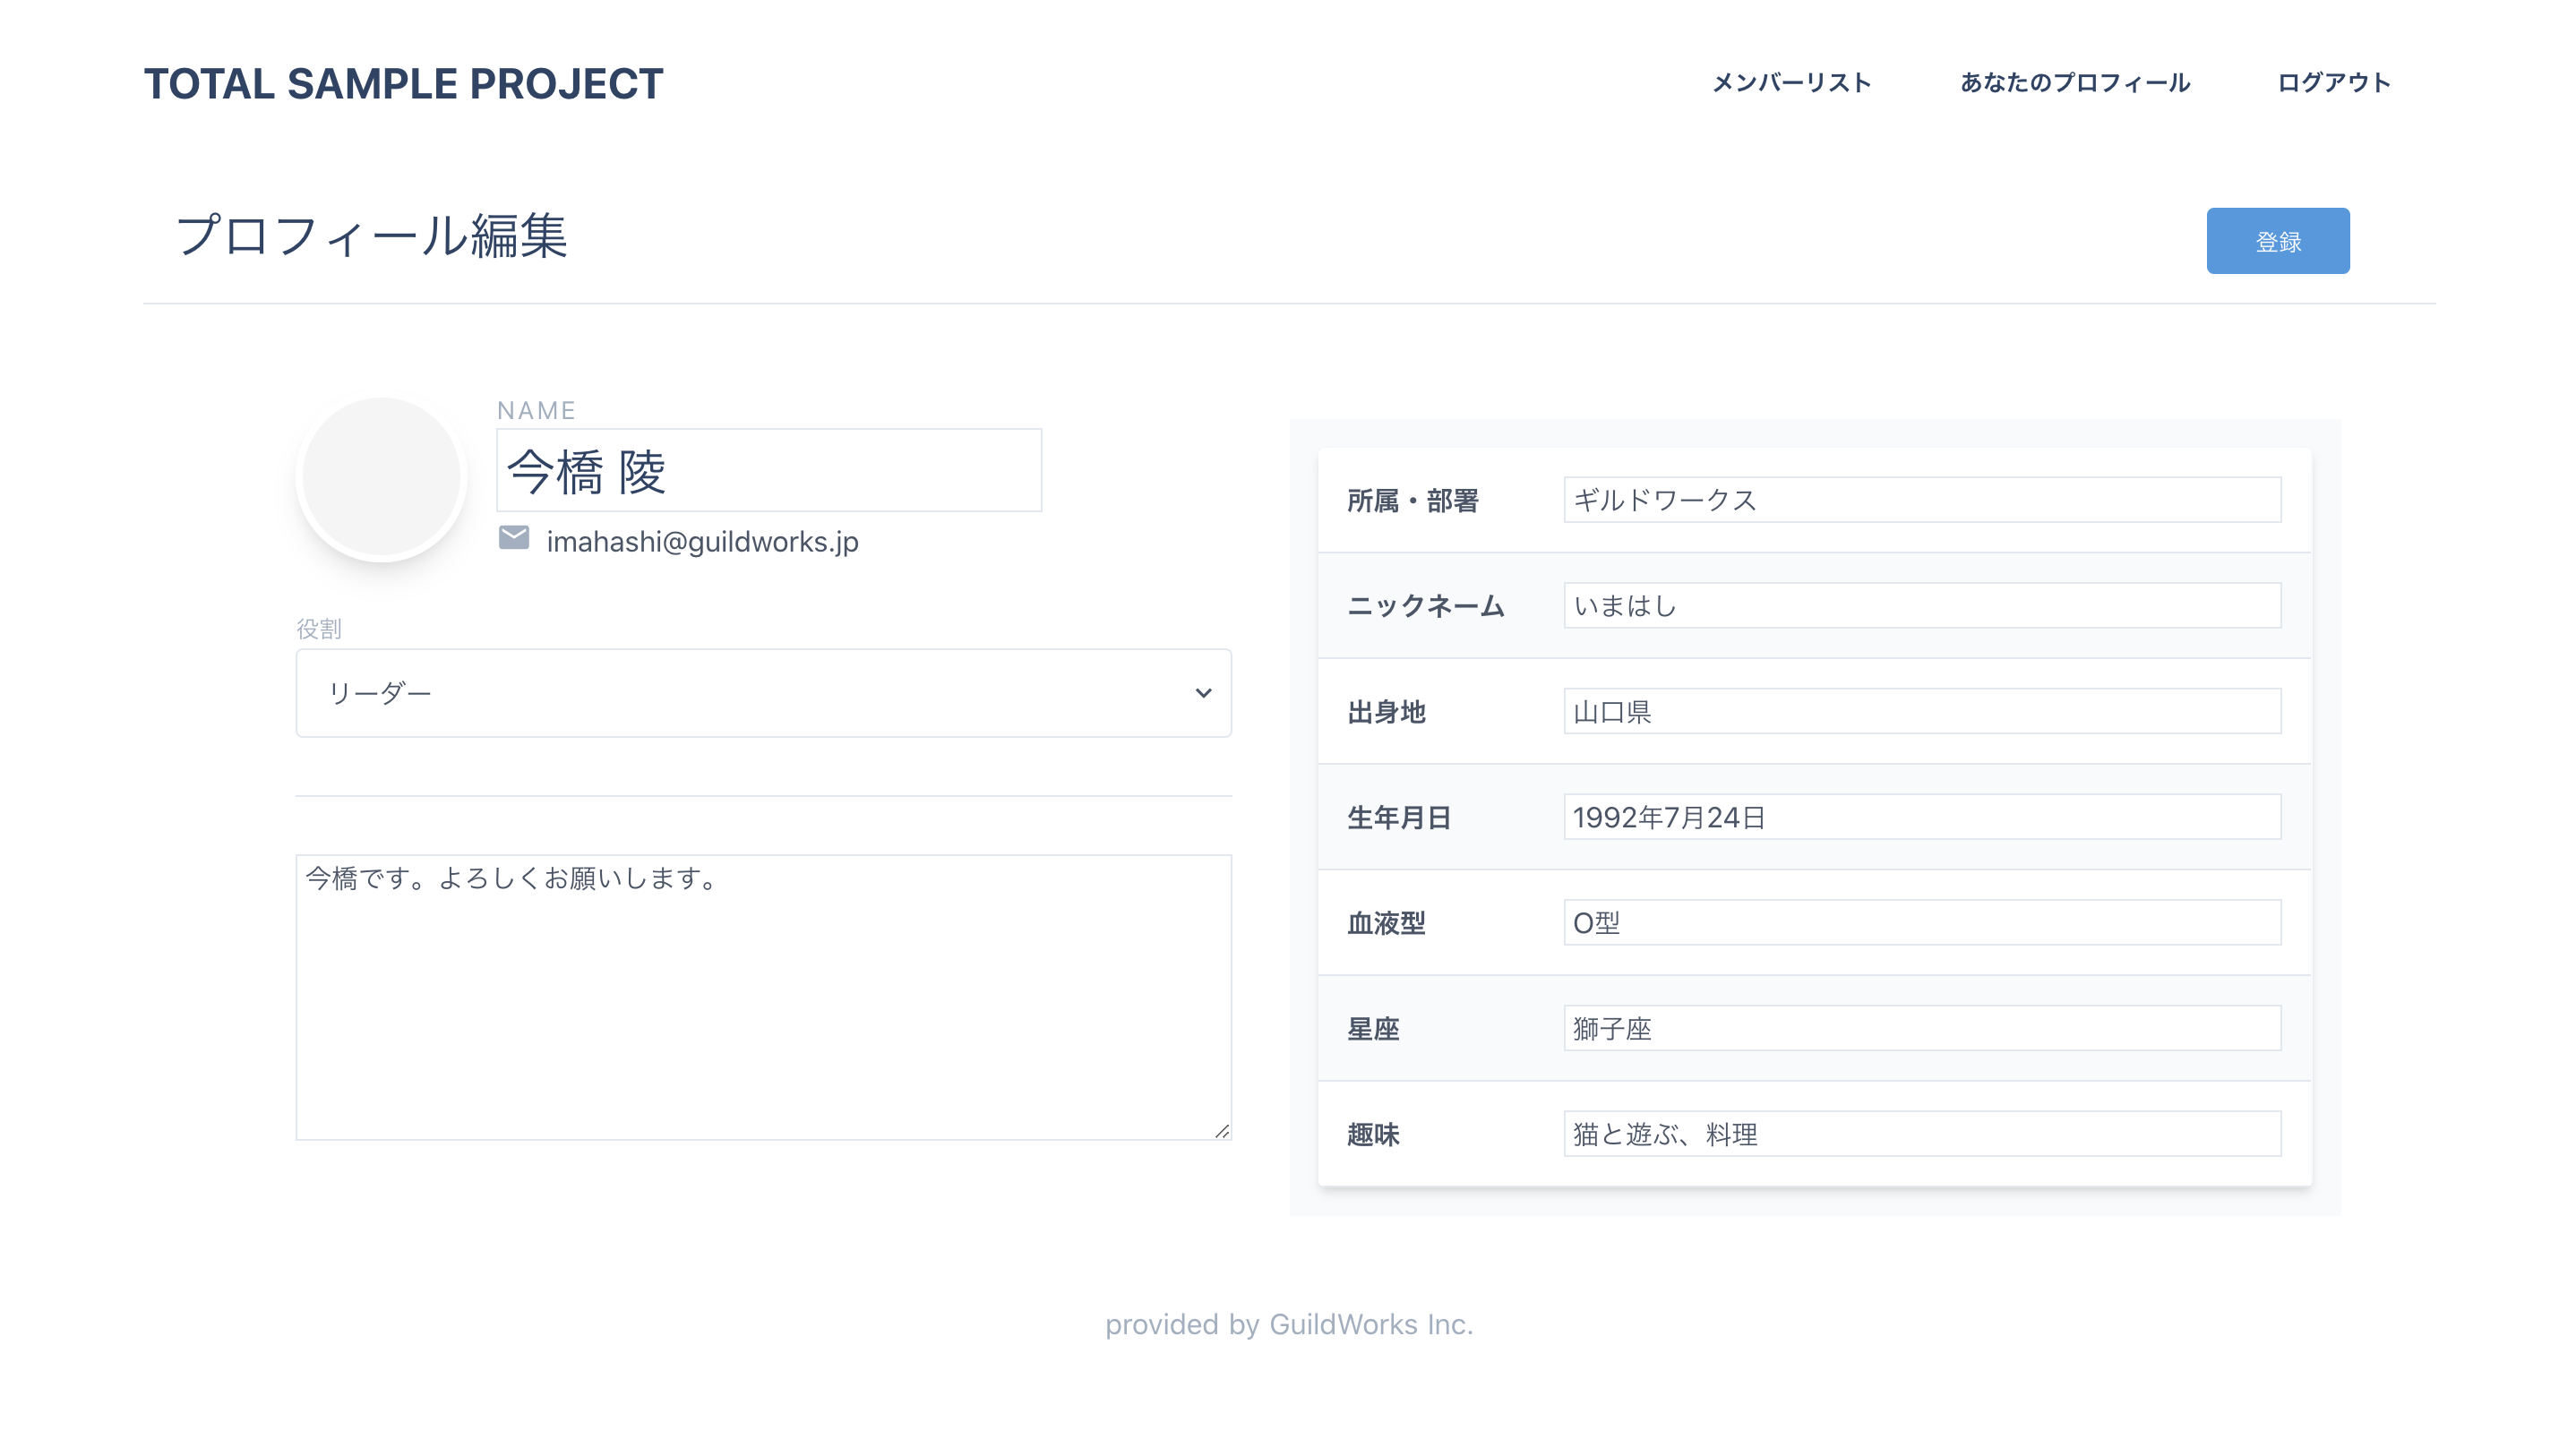 TOTAL SAMPLE PROJECT
メンバーリスト
あなたのプロフィール
ログアウト
プロフィール編集
登録
NAME
今橋 陵
imahashi@guildworks.jp
役割
リーダー
今橋です。よろしくお願いします。
所属・部署
ギルドワークス
ニックネーム
いまはし
出身地
山口県
生年月日
1992年7月24日
血液型
O型
星座
獅子座
趣味
猫と遊ぶ、料理
provided by GuildWorks Inc.